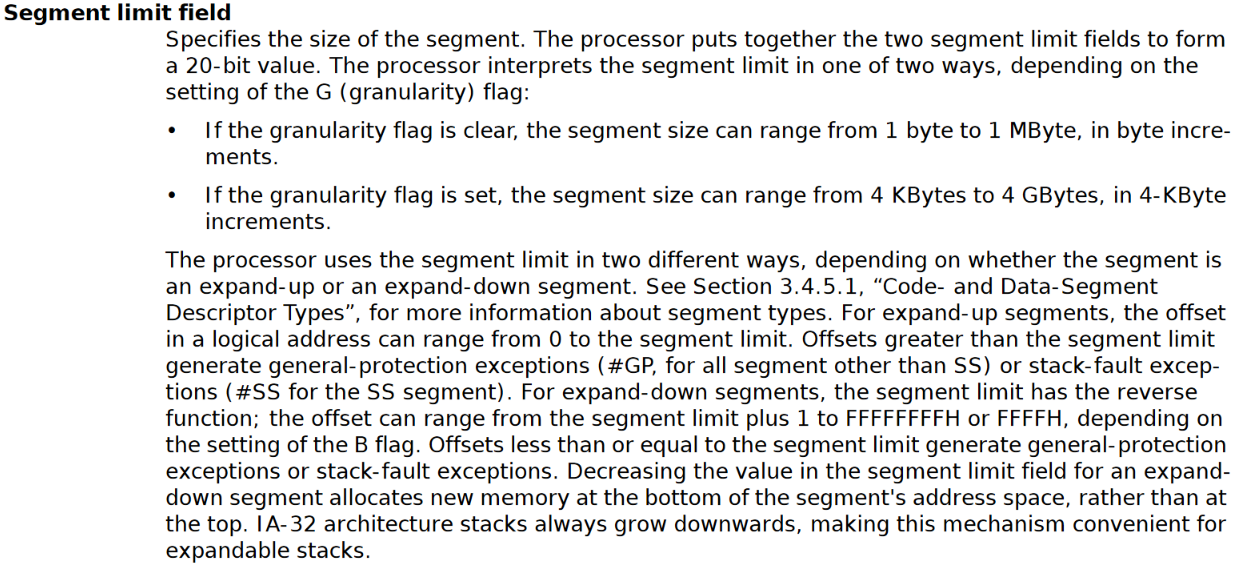 Segment limit field
Specifies the size of the segment. The processor puts together the two segment limit fields to form
a 20-bit value. The processor interprets the segment limit in one of two ways, depending on the
setting of the G (granularity) flag:
• If the granularity flag is clear, the segment size can range from 1 byte to 1 MByte, in byte incre-
ments.
• If the granularity flag is set, the segment size can range from 4 KBytes to 4 GBytes, in 4-KByte
increments.
The processor uses the segment limit in two different ways, depending on whether the segment is
an expand-up or an expand-down segment. See Section 3.4.5.1, “Code- and Data-Segment
Descriptor Types”, for more information about segment types. For expand-up segments, the offset
in a logical address can range from 0 to the segment limit. Offsets greater than the segment limit
generate general-protection exceptions (#GP, for all segment other than SS) or stack-fault excep-
tions (#SS for the SS segment). For expand-down segments, the segment limit has the reverse
function; the offset can range from the segment limit plus 1 to FFFFFFFFH or FFFFH, depending on
the setting of the B flag. Offsets less than or equal to the segment limit generate general-protection
exceptions or stack-fault exceptions. Decreasing the value in the segment limit field for an expand-
down segment allocates new memory at the bottom of the segment's address space, rather than at
the top. IA-32 architecture stacks always grow downwards, making this mechanism convenient for
expandable stacks.